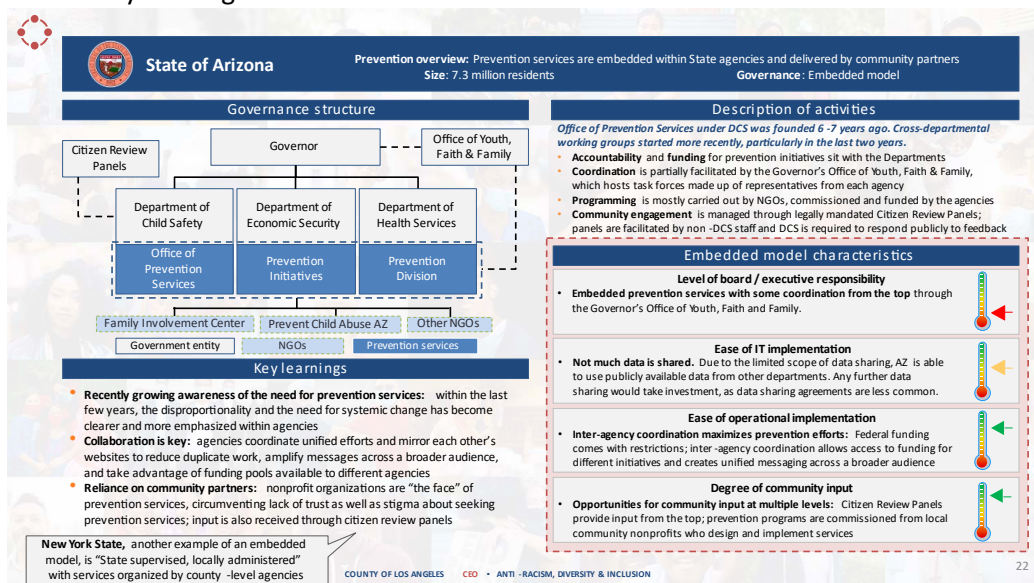 State of Arizona
Prevention overview: Prevention services are embedded within State agencies and delivered by community partners
Size: 7.3 million residents
Governance: Embedded model
Governance structure
Citizen Review
Panels
Governor
Office of Youth,
Faith & Family
Department of
Child Safety
Department of
Economic Security
Department of
Health Services
Office of
Prevention
Services
Prevention
Initiatives
Prevention
Division
Family Involvement Center
Prevent Child Abuse AZ
Other NGOs
Government entity
NGOs
Prevention services
Key learnings
• Recently growing awareness of the need for prevention services: within the last
few years, the disproportionality and the need for systemic change has become
clearer and more emphasized within agencies
• Collaboration is key: agencies coordinate unified efforts and mirror each other's
websites to reduce duplicate work, amplify messages across a broader audience,
and take advantage of funding pools available to different agencies
• Reliance on community partners: nonprofit organizations are "the face" of
prevention services, circumventing lack of trust as well as stigma about seeking
prevention services; input is also received through citizen review panels
New York State, another example of an embedded
model, is "State supervised, locally administered"
with services organized by county -level agencies
Description of activities
Office of Prevention Services under DCS was founded 6 -7 years ago. Cross-departmental
working groups started more recently, particularly in the last two years.
• Accountability and funding for prevention initiatives sit with the Departments
• Coordination is partially facilitated by the Governor's Office of Youth, Faith & Family,
which hosts task forces made up of representatives from each agency
• Programming is mostly carried out by NGOs, commissioned and funded by the agencies
• Community engagement is managed through legally mandated Citizen Review Panels;
panels are facilitated by non -DCS staff and DCS is required to respond publicly to feedback
Embedded model characteristics
Level of board / executive responsibility
• Embedded prevention services with some coordination from the top through
the Governor's Office of Youth, Faith and Family.
Ease of IT implementation
• Not much data is shared. Due to the limited scope of data sharing, AZ is able
to use publicly available data from other departments. Any further data
sharing would take investment, as data sharing agreements are less common.
Ease of operational implementation
• Inter-agency coordination maximizes prevention efforts: Federal funding
comes with restrictions; inter -agency coordination allows access to funding for
different initiatives and creates unified messaging across a broader audience
Degree of community input
• Opportunities for community input at multiple levels: Citizen Review Panels
provide input from the top; prevention programs are commissioned from local
community nonprofits who design and implement services
COUNTY OF LOS ANGELES CEO • ANTI -RACISM, DIVERSITY & INCLUSION
22